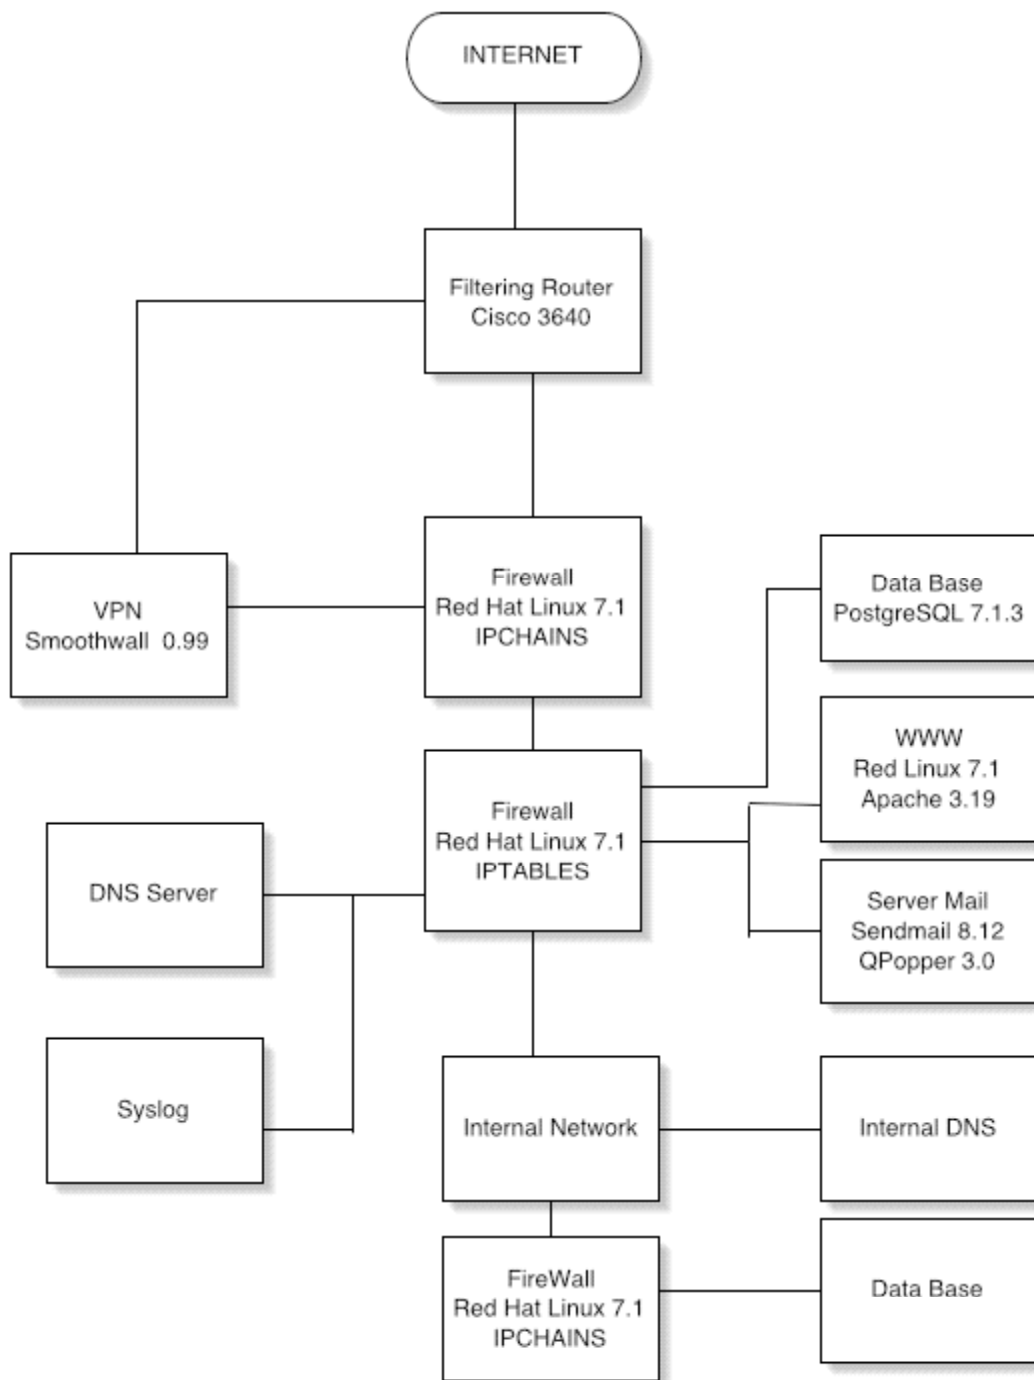 INTERNET
Filtering Router
Cisco 3640
Firewall
Red Hat Linux 7.1
IPCHAINS
VPN
Smoothwall 0.99
Data Base
PostgreSQL 7.1.3
WWW
Red Linux 7.1
Apache 3.19
Firewall
Red Hat Linux 7.1
IPTABLES
DNS Server
Server Mail
Sendmail 8.12
QPopper 3.0
Syslog
Internal Network
Internal DNS
FireWall
Red Hat Linux 7.1
IPCHAINS
Data Base